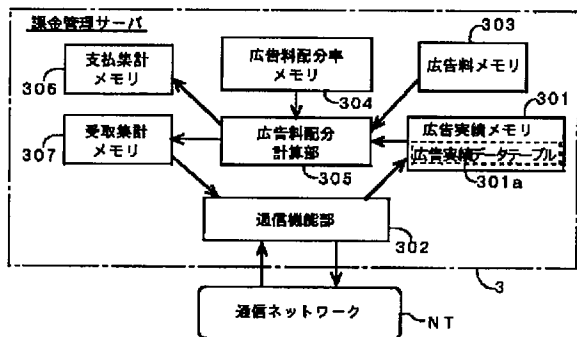 課金管理サーバ
支払集計
メモリ
306
広告料配分率
メモリ
304
303
広告料メモリ
受取集計
メモリ
307
広告料配分
計算部
305
301
広告実績メモリ
広告実績データテーブル
301a
通信機能部
302
3
通信ネットワーク
NT